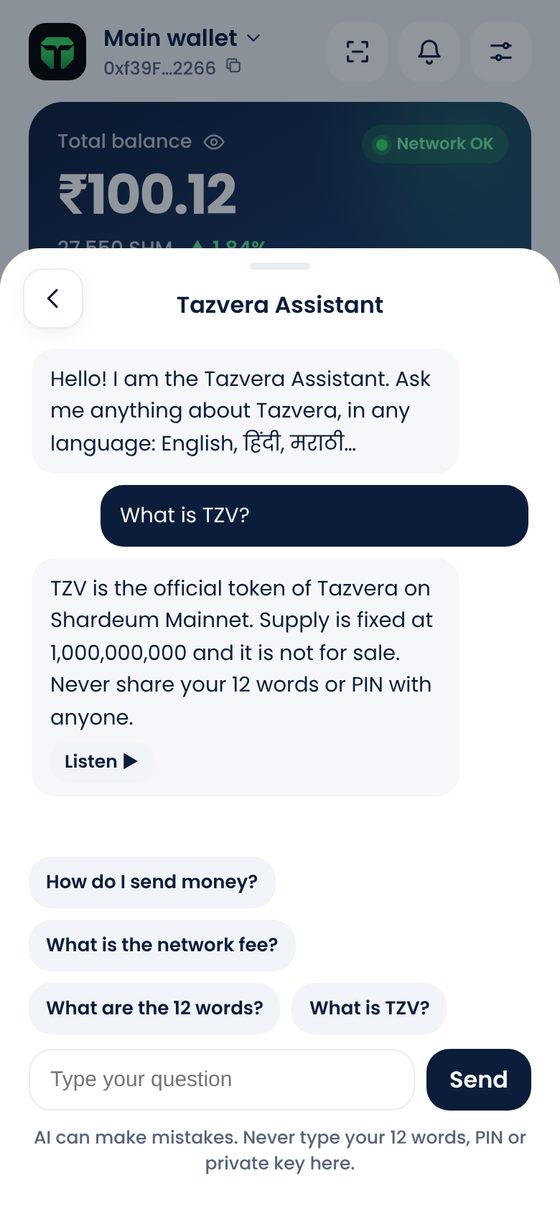 Main wallet
0xf39F...2266
Total balance
Network OK
₹100.12
27,550 SHM ▲ 1.84%
Tazvera Assistant
Hello! I am the Tazvera Assistant. Ask
me anything about Tazvera, in any
language: English, हिंदी, मराठी...
What is TZV?
TZV is the official token of Tazvera on
Shardeum Mainnet. Supply is fixed at
1,000,000,000 and it is not for sale.
Never share your 12 words or PIN with
anyone.
Listen ▶
How do I send money?
What is the network fee?
What are the 12 words?
What is TZV?
Type your question
Send
AI can make mistakes. Never type your 12 words, PIN or
private key here.